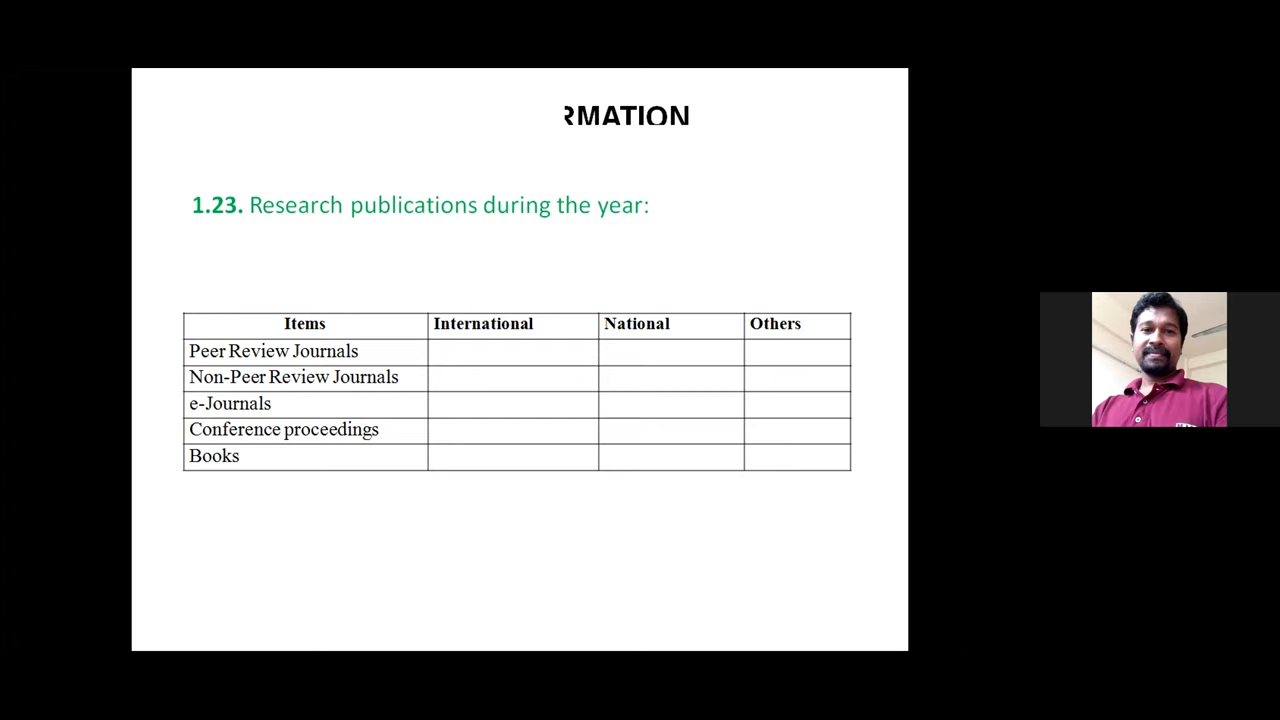 RMATION
1.23. Research publications during the year:
Items International National Others
Peer Review Journals
Non-Peer Review Journals
e-Journals
Conference proceedings
Books